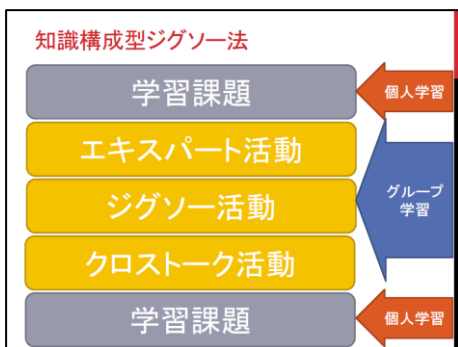 知識構成型ジグソー法
学習課題
個人学習
エキスパート活動
ジグソー活動
グループ
学習
クロストーク活動
学習課題
個人学習